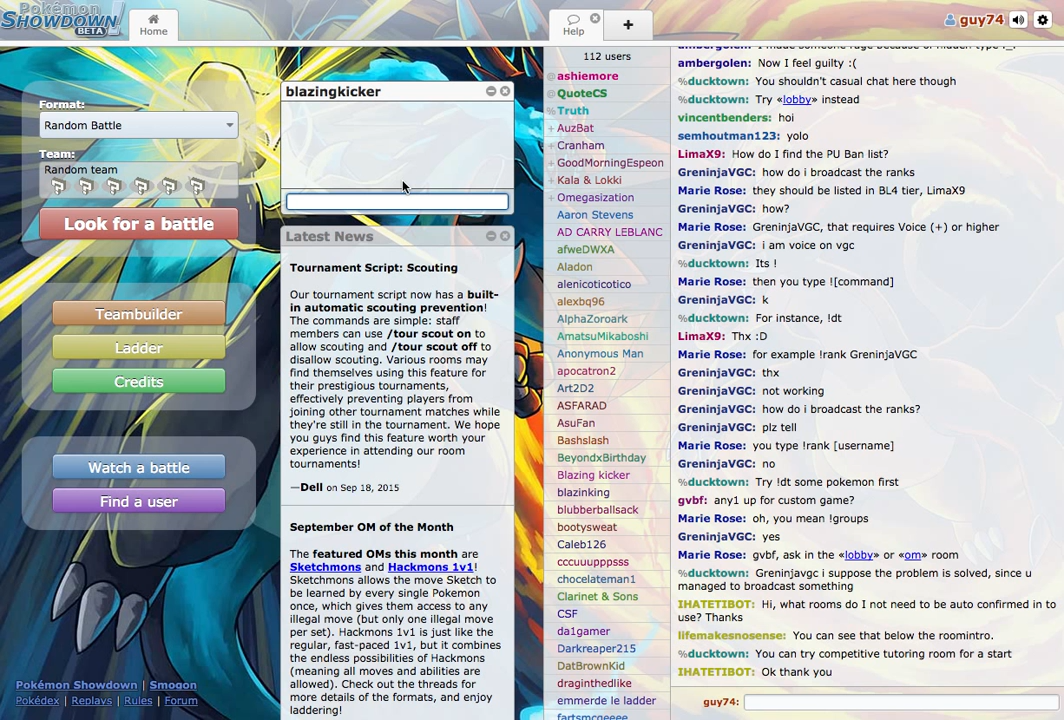 Pokémon
SHOWDOWN!
BETA
Home
Help
+
guy74
Format:
Random Battle
Team:
Random team
Look for a battle
Teambuilder
Ladder
Credits
Watch a battle
Find a user
Pokémon Showdown | Smogon
Pokédex | Replays | Rules | Forum
blazingkicker
Latest News
Tournament Script: Scouting
Our tournament script now has a built-
in automatic scouting prevention!
The commands are simple: staff
members can use /tour scout on to
allow scouting and /tour scout off to
disallow scouting. Various rooms may
find themselves using this feature for
their prestigious tournaments,
effectively preventing players from
joining other tournament matches while
they're still in the tournament. We hope
you guys find this feature worth your
experience in attending our room
tournaments!
—Dell on Sep 18, 2015
September OM of the Month
The featured OMs this month are
Sketchmons and Hackmons 1v1!
Sketchmons allows the move Sketch to
be learned by every single Pokemon
once, which gives them access to any
illegal move (but only one illegal move
per set). Hackmons 1v1 is just like the
regular, fast-paced 1v1, but it combines
the endless possibilities of Hackmons
(meaning all moves and abilities are
allowed). Check out the threads for
more details of the formats, and enjoy
laddering!
112 users
@ashiemore
@QuoteCS
%Truth
+AuzBat
+Cranham
+GoodMorningEspeon
+Kala & Lokki
+Omegasization
Aaron Stevens
AD CARRY LEBLANC
afweDWXA
Aladon
alenicoticotico
alexbq96
AlphaZoroark
AmatsuMikaboshi
Anonymous Man
apocatron2
Art2D2
ASFARAD
AsuFan
Bashslash
BeyondxBirthday
Blazing kicker
blazinking
blubberballsack
bootysweat
Caleb126
cccuuupppsss
chocolateman1
Clarinet & Sons
CSF
da1gamer
Darkreaper215
DatBrownKid
draginthedlike
emmerde le ladder
fartsmcgeeee
ambergolen: I made someone rage because of hidden type r_r
ambergolen: Now I feel guilty :(
%ducktown: You shouldn't casual chat here though
%ducktown: Try «lobby» instead
vincentbenders: hoi
semhoutman123: yolo
LimaX9: How do I find the PU Ban list?
GreninjaVGC: how do i broadcast the ranks
Marie Rose: they should be listed in BL4 tier, LimaX9
GreninjaVGC: how?
Marie Rose: GreninjaVGC, that requires Voice (+) or higher
GreninjaVGC: i am voice on vgc
%ducktown: Its !
Marie Rose: then you type ![command]
GreninjaVGC: k
%ducktown: For instance, !dt
LimaX9: Thx :D
Marie Rose: for example !rank GreninjaVGC
GreninjaVGC: thx
GreninjaVGC: not working
GreninjaVGC: how do i broadcast the ranks?
GreninjaVGC: plz tell
Marie Rose: you type !rank [username]
GreninjaVGC: no
%ducktown: Try !dt some pokemon first
gvbf: any1 up for custom game?
Marie Rose: oh, you mean !groups
GreninjaVGC: yes
Marie Rose: gvbf, ask in the «lobby» or «om» room
%ducktown: Greninjavgc i suppose the problem is solved, since u
managed to broadcast something
IHATETIBOT: Hi, what rooms do I not need to be auto confirmed in to
use? Thanks
lifemakesnosense: You can see that below the roomintro.
%ducktown: You can try competitive tutoring room for a start
IHATETIBOT: Ok thank you
guy74: